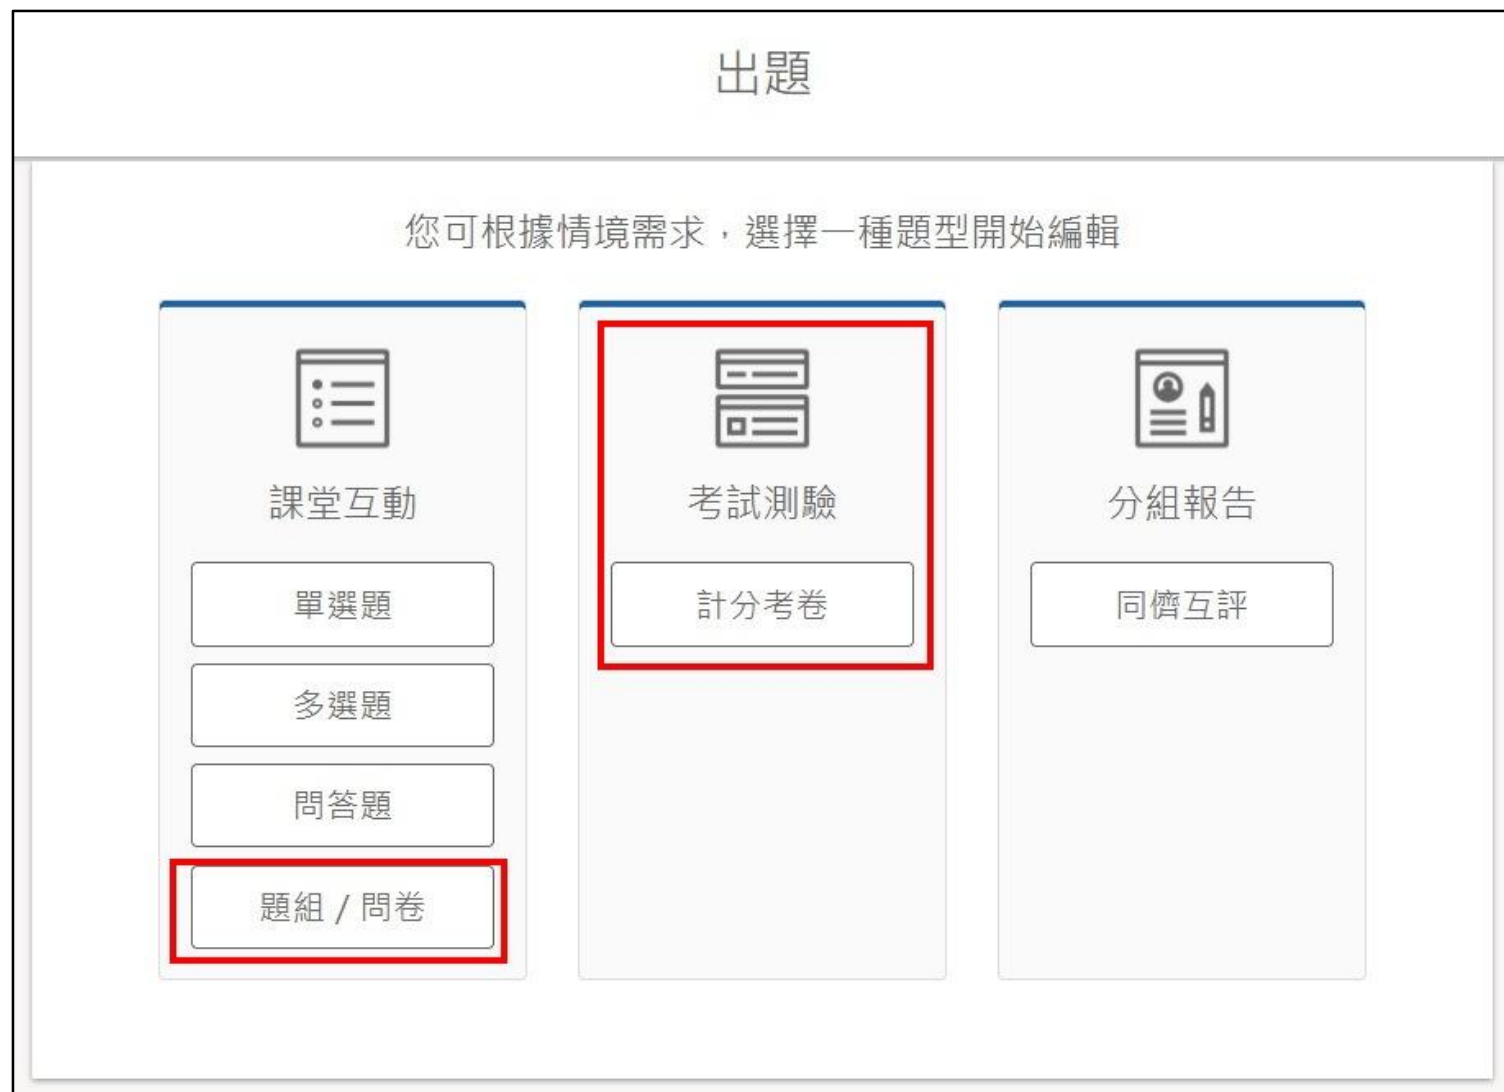 出題
您可根據情境需求，選擇一種題型開始編輯
課堂互動
單選題
多選題
問答題
題組 / 問卷
考試測驗
計分考卷
分組報告
同儕互評